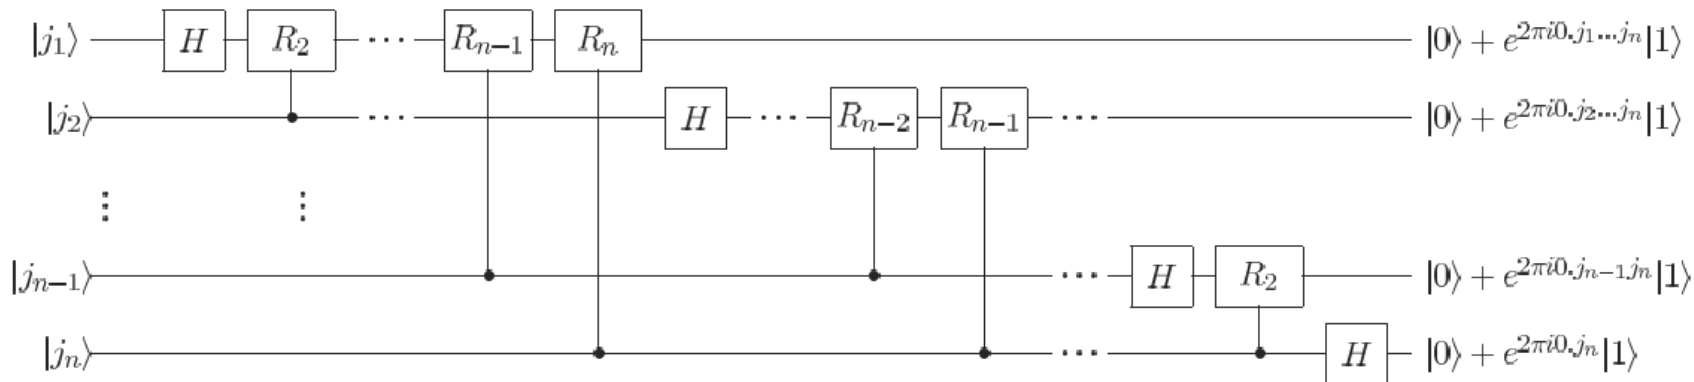 |j₁⟩ H R₂ ⋯ Rₙ₋₁ Rₙ |0⟩ + e^{2πi0.j₁⋯jₙ}|1⟩
|j₂⟩ ⋯ H ⋯ Rₙ₋₂ Rₙ₋₁ ⋯ |0⟩ + e^{2πi0.j₂⋯jₙ}|1⟩
⋮ ⋮
|jₙ₋₁⟩ ⋯ H R₂ |0⟩ + e^{2πi0.jₙ₋₁jₙ}|1⟩
|jₙ⟩ ⋯ H |0⟩ + e^{2πi0.jₙ}|1⟩